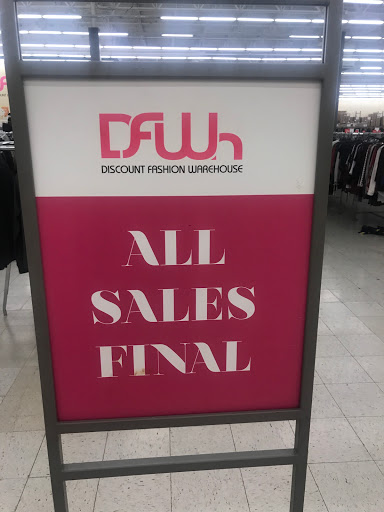 DFWh
DISCOUNT FASHION WAREHOUSE
ALL
SALES
FINAL